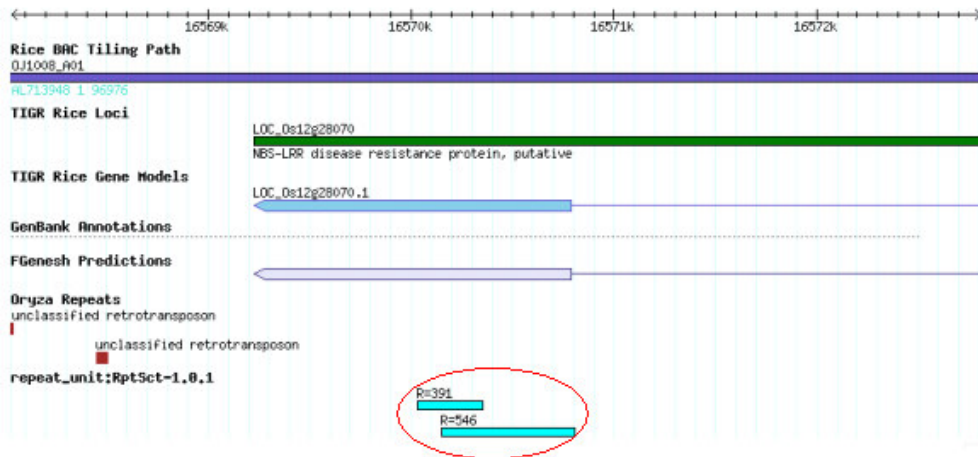 16569k 16570k 16571k 16572k
Rice BAC Tiling Path
OJ1008_A01
AL713948 1 96976
TIGR Rice Loci
LOC_Os12g28070
NBS-LRR disease resistance protein, putative
TIGR Rice Gene Models
LOC_Os12g28070.1
GenBank Annotations
FGenesh Predictions
Oryza Repeats
unclassified retrotransposon
unclassified retrotransposon
repeat_unit:RptSct-1.0.1
R=391
R=546